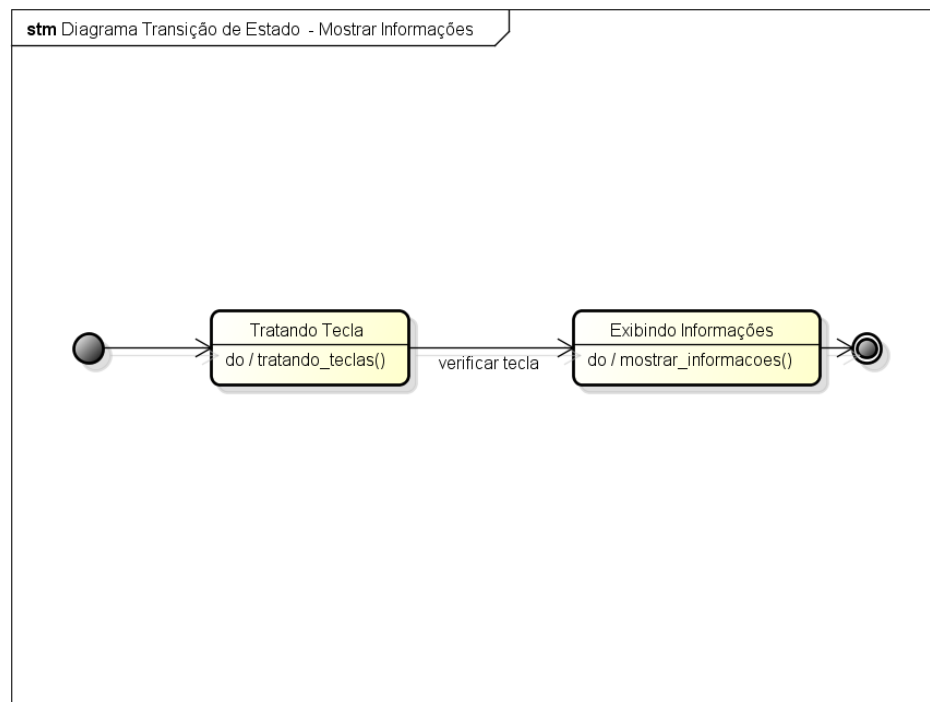 stm Diagrama Transição de Estado - Mostrar Informações
Tratando Tecla
do / tratando_teclas()
verificar tecla
Exibindo Informações
do / mostrar_informacoes()